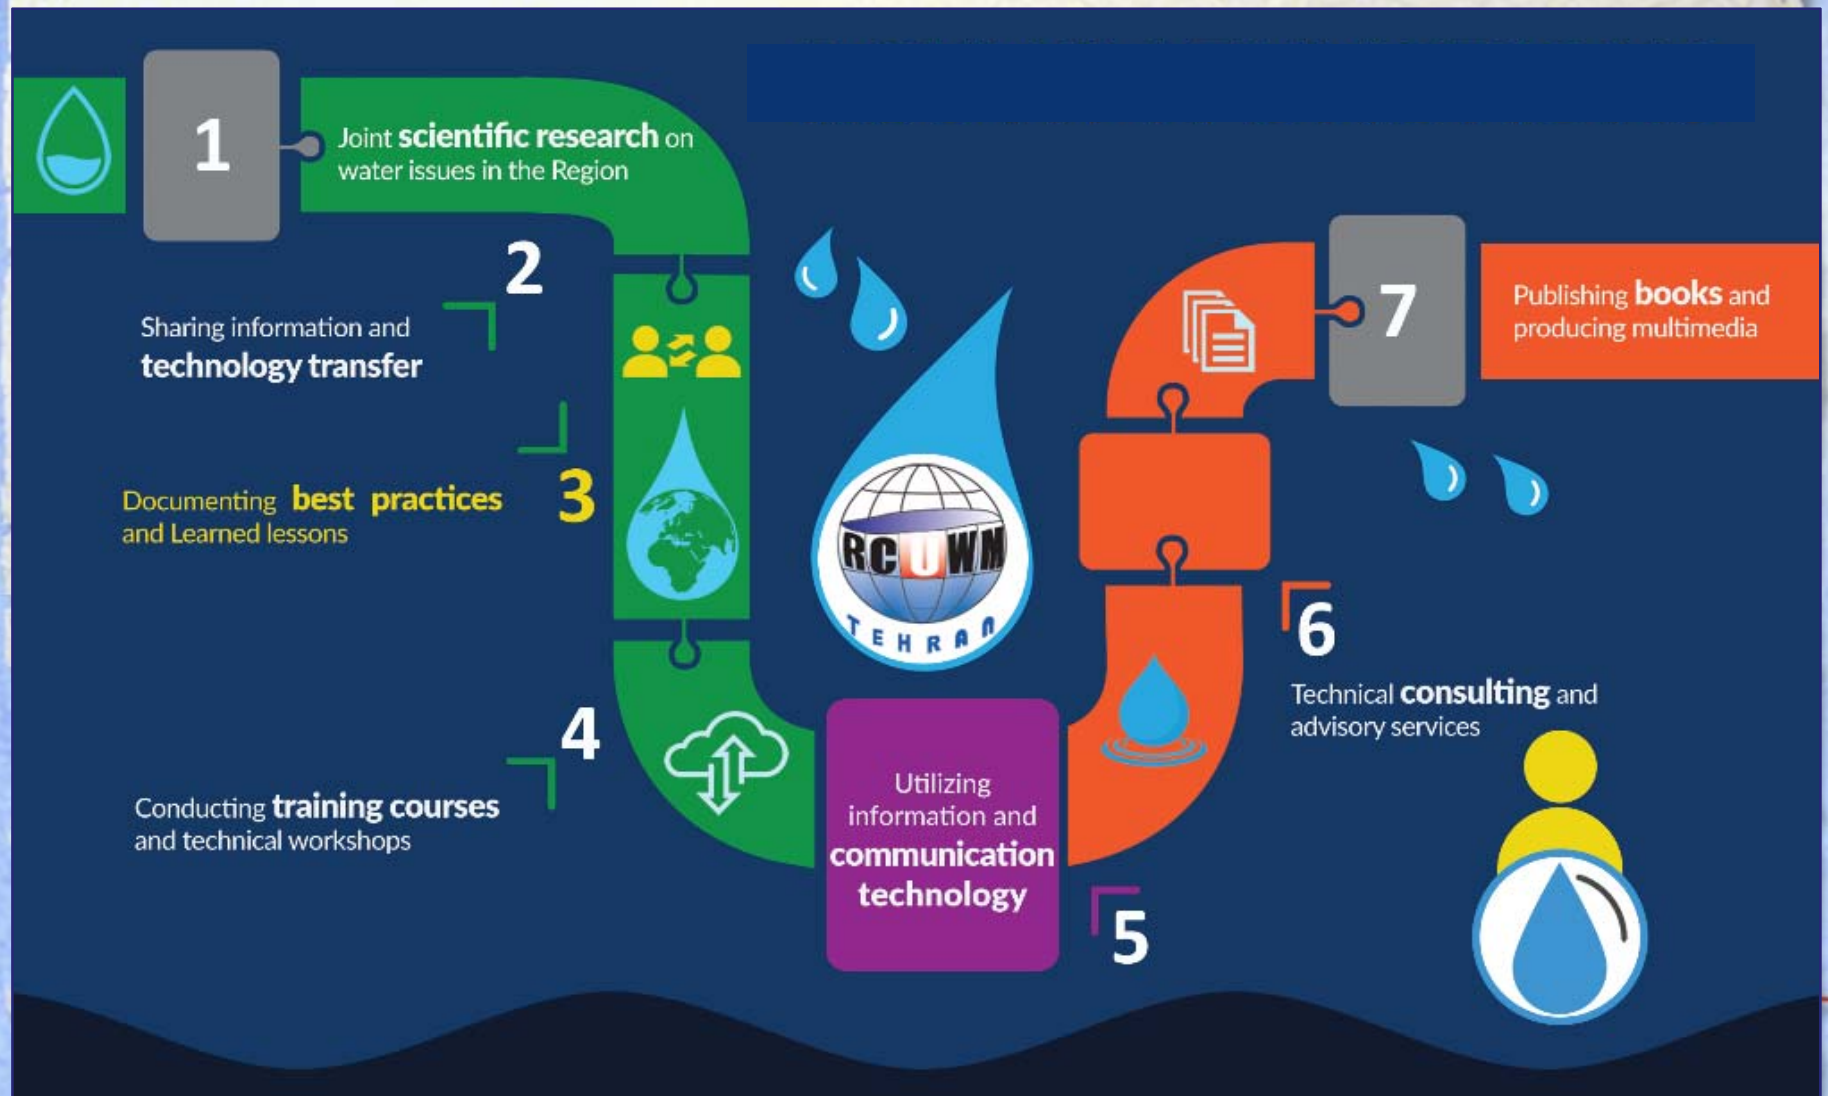 1
Joint scientific research on
water issues in the Region
2
Sharing information and
technology transfer
3
Documenting best practices
and Learned lessons
4
Conducting training courses
and technical workshops
RCUWM
TEHRAN
Utilizing
information and
communication
technology
5
6
Technical consulting and
advisory services
7
Publishing books and
producing multimedia